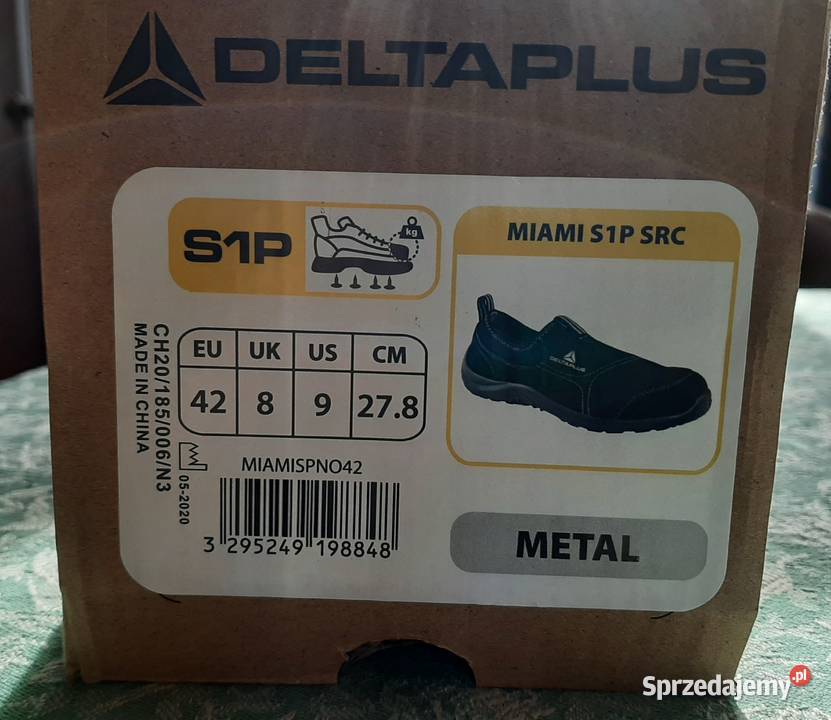 DELTAPLUS
S1P
kg
MIAMI S1P SRC
DELTAPLUS
EU UK US CM
42 8 9 27.8
CH20/185/006/N3
MADE IN CHINA
05-2020
MIAMISPNO42
3 295249 198848
METAL
Sprzedajemy.pl